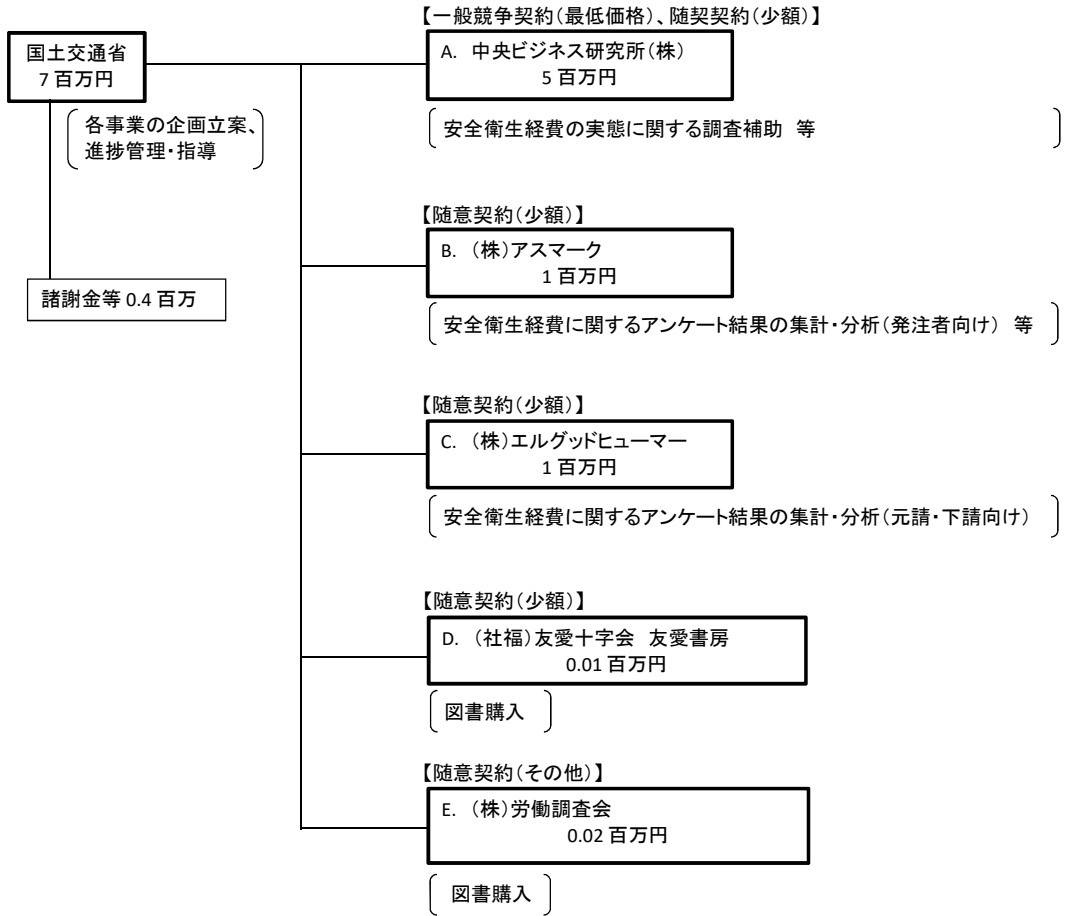 国土交通省
7 百万円
各事業の企画立案、
進捗管理・指導
諸謝金等 0.4 百万
【一般競争契約(最低価格)、随契契約(少額)】
A. 中央ビジネス研究所(株)
5 百万円
安全衛生経費の実態に関する調査補助 等
【随意契約(少額)】
B. (株)アスマーク
1 百万円
安全衛生経費に関するアンケート結果の集計・分析(発注者向け) 等
【随意契約(少額)】
C. (株)エルグッドヒューマー
1 百万円
安全衛生経費に関するアンケート結果の集計・分析(元請・下請向け)
【随意契約(少額)】
D. (社福)友愛十字会 友愛書房
0.01 百万円
図書購入
【随意契約(その他)】
E. (株)労働調査会
0.02 百万円
図書購入